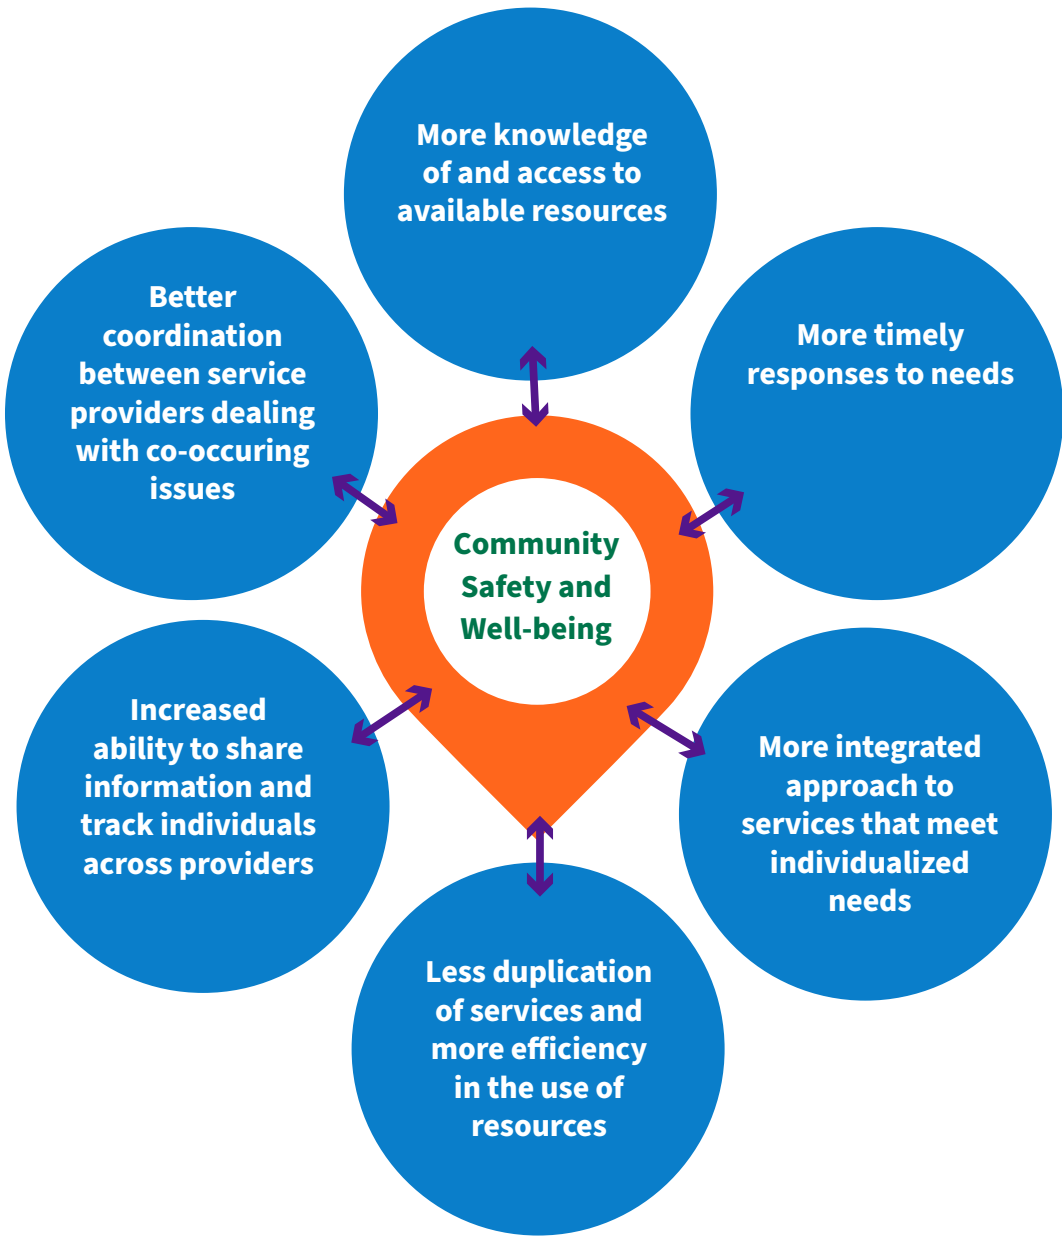 More knowledge
of and access to
available resources
Better
coordination
between service
providers dealing
with co-occuring
issues
More timely
responses to needs
Community
Safety and
Well-being
Increased
ability to share
information and
track individuals
across providers
More integrated
approach to
services that meet
individualized
needs
Less duplication
of services and
more efficiency
in the use of
resources